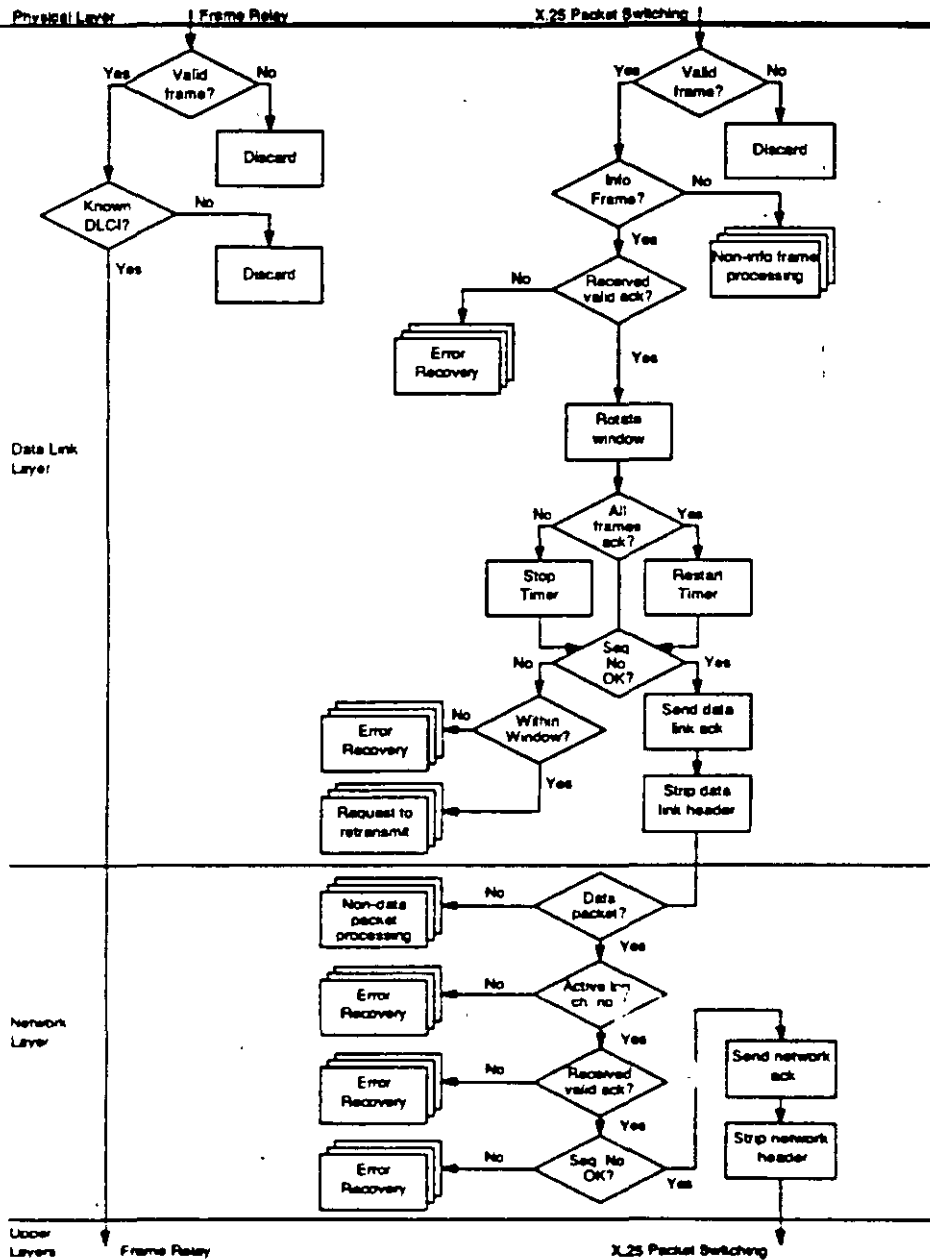 Physical Layer
Frame Relay
X.25 Packet Switching
Yes
Valid
frame?
No
Discard
Known
DLCI?
No
Discard
Yes
Yes
Valid
frame?
No
Discard
Info
Frame?
No
Non-info frame
processing
Yes
Received
valid ack?
No
Error
Recovery
Yes
Rotate
window
Data Link
Layer
No
All
frames
ack?
Yes
Stop
Timer
Restart
Timer
No
Seq
No
OK?
Yes
Within
Window?
No
Error
Recovery
Yes
Request to
retransmit
Send data
link ack
Strip data
link header
Network
Layer
Data
packet?
No
Non-data
packet
processing
Yes
Active log
ch no
No
Error
Recovery
Yes
Received
valid ack?
No
Error
Recovery
Yes
Seq. No
OK?
No
Error
Recovery
Yes
Send network
ack
Strip network
header
Upper
Layers
Frame Relay
X.25 Packet Switching